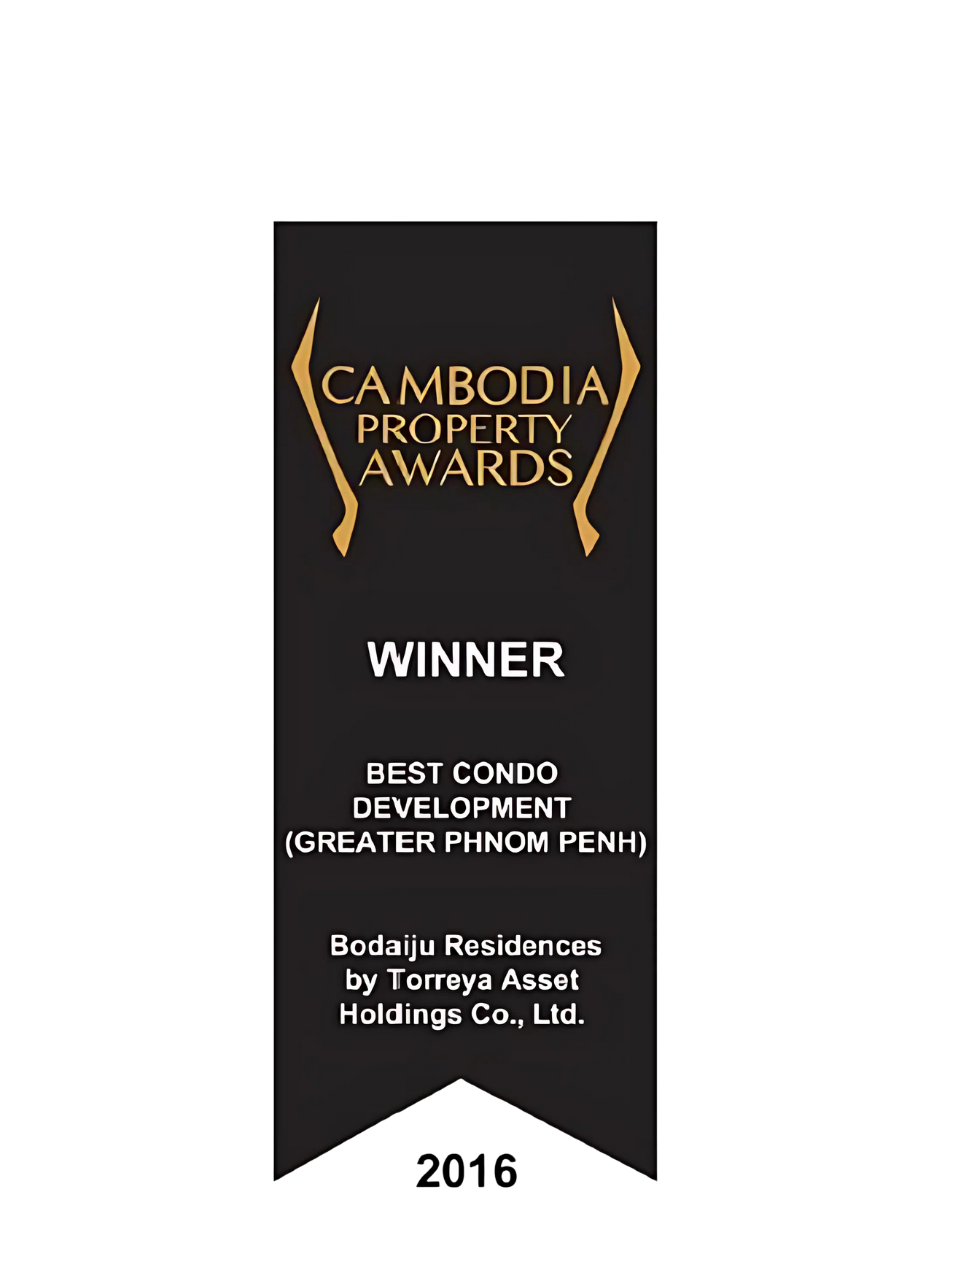 CAMBODIA
PROPERTY
AWARDS
WINNER
BEST CONDO
DEVELOPMENT
(GREATER PHNOM PENH)
Bodaiju Residences
by Torreya Asset
Holdings Co., Ltd.
2016